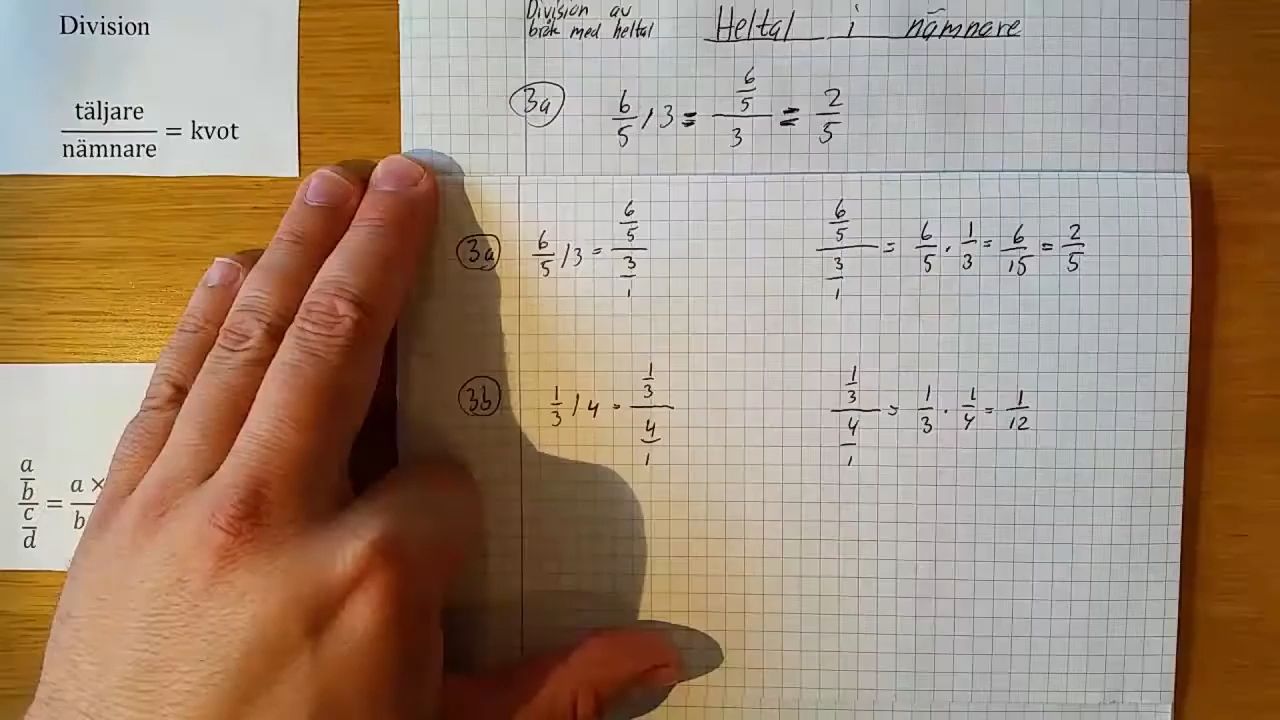 Division
täljare/nämnare = kvot
Division av
bråk med heltal
Heltal i nämnare
3a 6/5 / 3 = (6/5)/3 = 2/5
3a 6/5 / 3 = (6/5)/(3/1) (6/5)/(3/1) = 6/5 · 1/3 = 6/15 = 2/5
3b 1/3 / 4 = (1/3)/(4/1) (1/3)/(4/1) = 1/3 · 1/4 = 1/12
(a/b)/(c/d) = a × / b